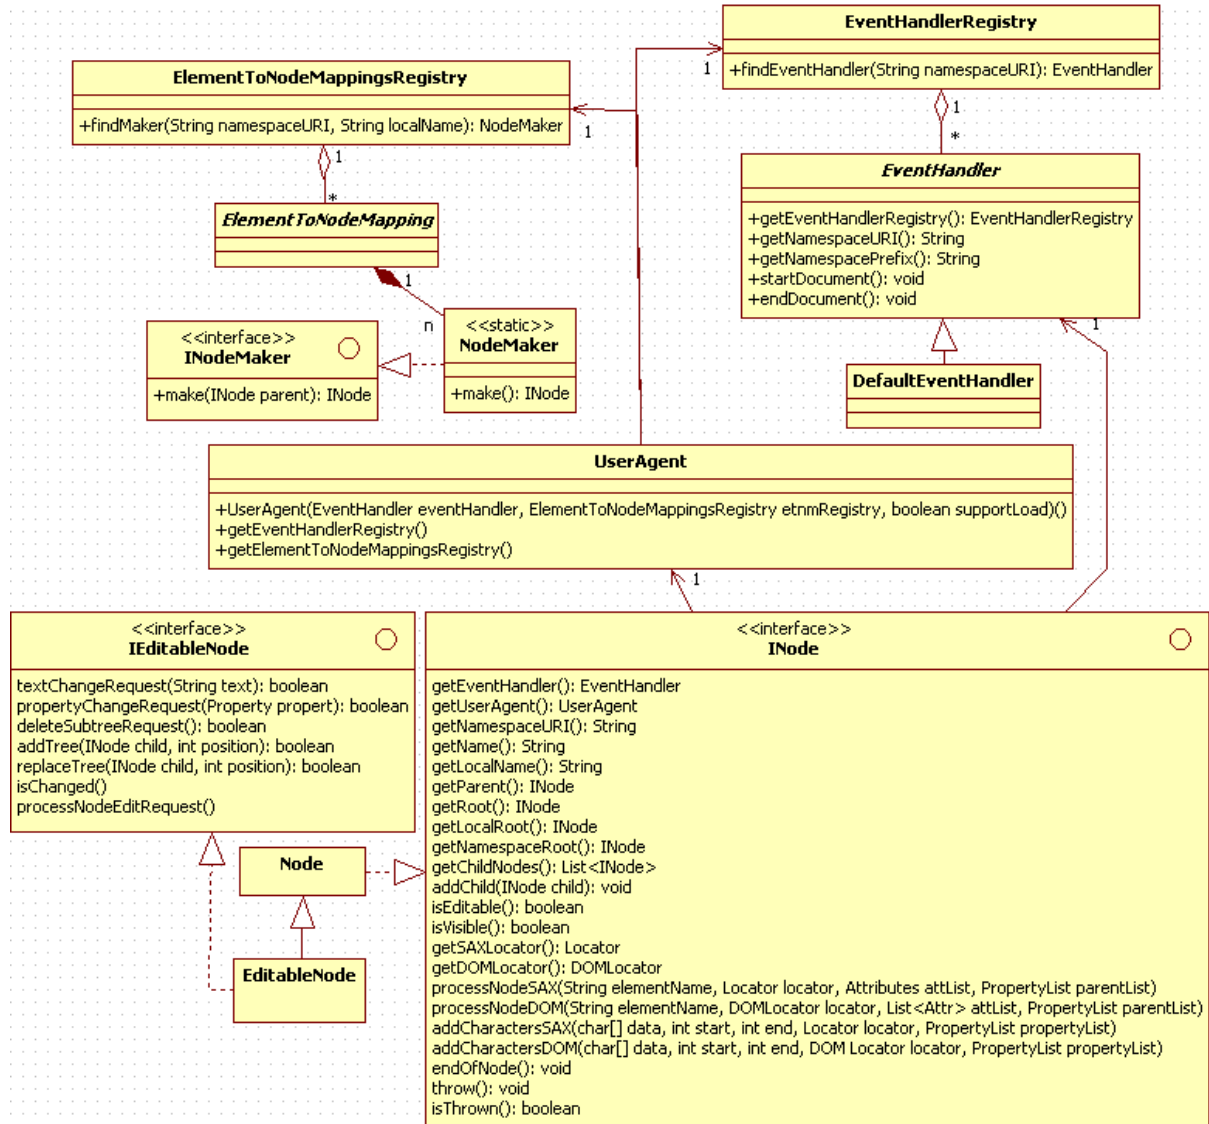 EventHandlerRegistry
+findEventHandler(String namespaceURI): EventHandler
1
ElementToNodeMappingsRegistry
+findMaker(String namespaceURI, String localName): NodeMaker
1
1
*
1
*
ElementToNodeMapping
1
n
EventHandler
+getEventHandlerRegistry(): EventHandlerRegistry
+getNamespaceURI(): String
+getNamespacePrefix(): String
+startDocument(): void
+endDocument(): void
1
<<interface>>
INodeMaker
+make(INode parent): INode
<<static>>
NodeMaker
+make(): INode
DefaultEventHandler
UserAgent
+UserAgent(EventHandler eventHandler, ElementToNodeMappingsRegistry etnmRegistry, boolean supportLoad)()
+getEventHandlerRegistry()
+getElementToNodeMappingsRegistry()
1
<<interface>>
IEditableNode
textChangeRequest(String text): boolean
propertyChangeRequest(Property propert): boolean
deleteSubtreeRequest(): boolean
addTree(INode child, int position): boolean
replaceTree(INode child, int position): boolean
isChanged()
processNodeEditRequest()
Node
EditableNode
<<interface>>
INode
getEventHandler(): EventHandler
getUserAgent(): UserAgent
getNamespaceURI(): String
getName(): String
getLocalName(): String
getParent(): INode
getRoot(): INode
getLocalRoot(): INode
getNamespaceRoot(): INode
getChildNodes(): List<INode>
addChild(INode child): void
isEditable(): boolean
isVisible(): boolean
getSAXLocator(): Locator
getDOMLocator(): DOMLocator
processNodeSAX(String elementName, Locator locator, Attributes attList, PropertyList parentList)
processNodeDOM(String elementName, DOMLocator locator, List<Attr> attList, PropertyList parentList)
addCharactersSAX(char[] data, int start, int end, Locator locator, PropertyList propertyList)
addCharactersDOM(char[] data, int start, int end, DOM Locator locator, PropertyList propertyList)
endOfNode(): void
throw(): void
isThrown(): boolean